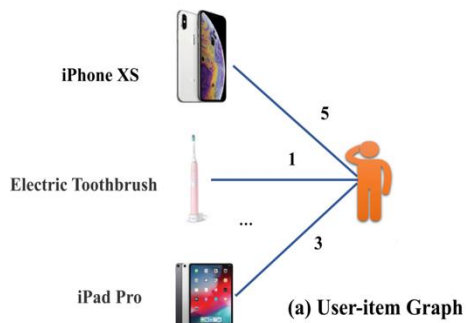 iPhone XS
5
1
Electric Toothbrush
...
3
iPad Pro
(a) User-item Graph